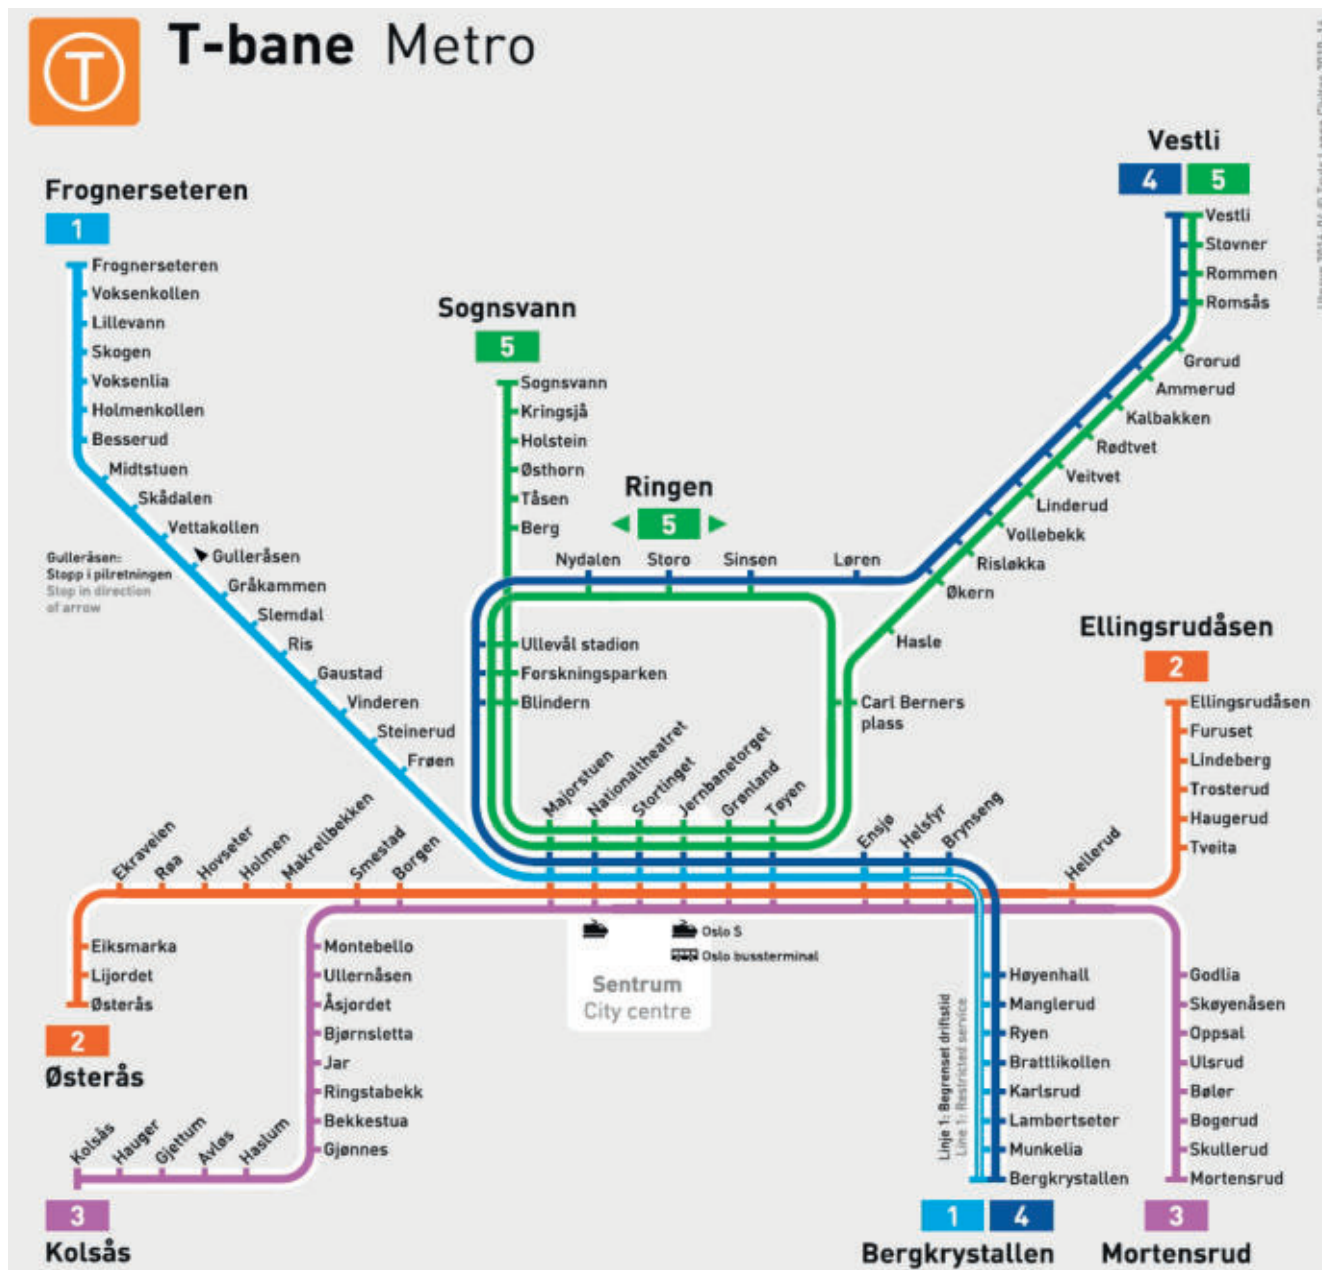 T
T-bane Metro
Vestli
4
5
Vestli
Stovner
Rommen
Romsås
Grorud
Ammerud
Kalbakken
Rødtvet
Veitvet
Linderud
Vollebekk
Risløkka
Økern
Hasle
Carl Berners
plass
Frognerseteren
1
Frognerseteren
Voksenkollen
Lillevann
Skogen
Voksenlia
Holmenkollen
Besserud
Midtstuen
Skådalen
Vettakollen
Gulleråsen
Gråkammen
Slemdal
Ris
Gaustad
Vinderen
Steinerud
Frøen
Gulleråsen:
Stopp i pilretningen
Stop in direction
of arrow
Sognsvann
5
Sognsvann
Kringsjå
Holstein
Østhorn
Tåsen
Berg
Ullevål stadion
Forskningsparken
Blindern
Ringen
5
Nydalen
Storo
Sinsen
Løren
Ellingsrudåsen
2
Ellingsrudåsen
Furuset
Lindeberg
Trosterud
Haugerud
Tveita
Hellerud
Majorstuen
Nationaltheatret
Stortinget
Jernbanetorget
Grønland
Tøyen
Ensjø
Helsfyr
Brynseng
Ekraveien
Røa
Hovseter
Holmen
Makrellbekken
Smestad
Borgen
Eiksmarka
Lijordet
Østerås
2
Østerås
Montebello
Ullernåsen
Åsjordet
Bjørnsletta
Jar
Ringstabekk
Bekkestua
Gjønnes
Kolsås
Hauger
Gjettum
Avløs
Haslum
3
Kolsås
Oslo S
Oslo bussterminal
Sentrum
City centre
Linje 1: Begrenset driftstid
Line 1: Restricted service
Høyenhall
Manglerud
Ryen
Brattlikollen
Karlsrud
Lambertseter
Munkelia
Bergkrystallen
1
4
Bergkrystallen
Godlia
Skøyenåsen
Oppsal
Ulsrud
Bøler
Bogerud
Skullerud
Mortensrud
3
Mortensrud